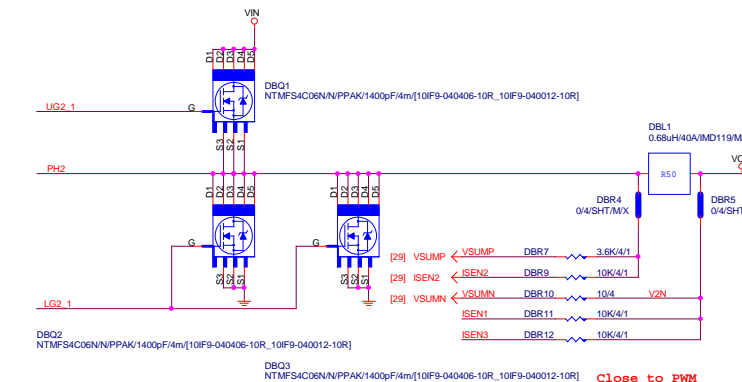 VIN
D1 D2 D3 D4 D5
DBQ1
NTMFS4C06N/N/PPAK/1400pF/4m/[10IF9-040406-10R_10IF9-040012-10R]
UG2_1
G
S3 S2 S1
DBL1
0.68uH/40A/IMD119/M
VC
PH2
R50
D1 D2 D3 D4 D5
D1 D2 D3 D4 D5
DBR4
0/4/SHT/M/X
DBR5
0/4/SHT
G
G
[29] VSUMP VSUMP DBR7 3.6K/4/1
[29] ISEN2 ISEN2 DBR9 10K/4/1
S3 S2 S1
S3 S2 S1
[29] VSUMN VSUMN DBR10 10/4 V2N
LG2_1
ISEN1 DBR11 10K/4/1
ISEN3 DBR12 10K/4/1
DBQ2
NTMFS4C06N/N/PPAK/1400pF/4m/[10IF9-040406-10R_10IF9-040012-10R]
DBQ3
NTMFS4C06N/N/PPAK/1400pF/4m/[10IF9-040406-10R_10IF9-040012-10R]
Close to PWM